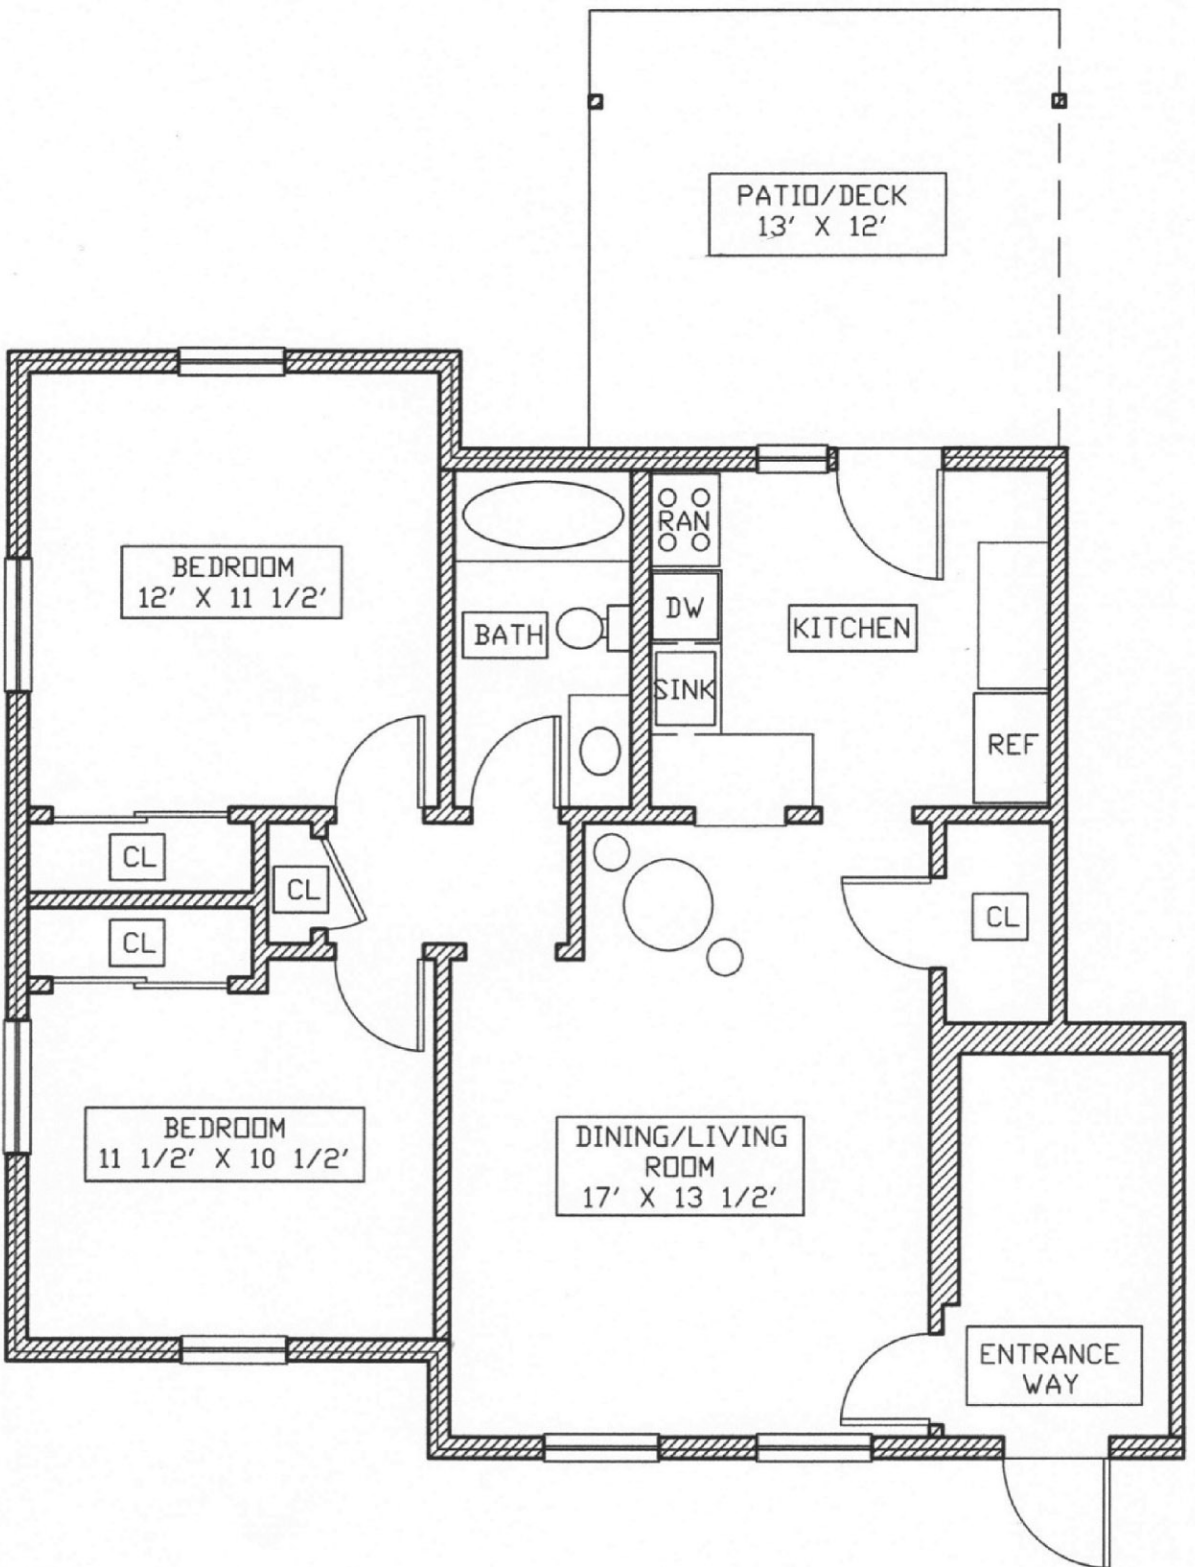 PATIO/DECK
13' X 12'
BEDROOM
12' X 11 1/2'
BATH
RAN
DW
SINK
KITCHEN
REF
CL
CL
CL
CL
BEDROOM
11 1/2' X 10 1/2'
DINING/LIVING
ROOM
17' X 13 1/2'
ENTRANCE
WAY